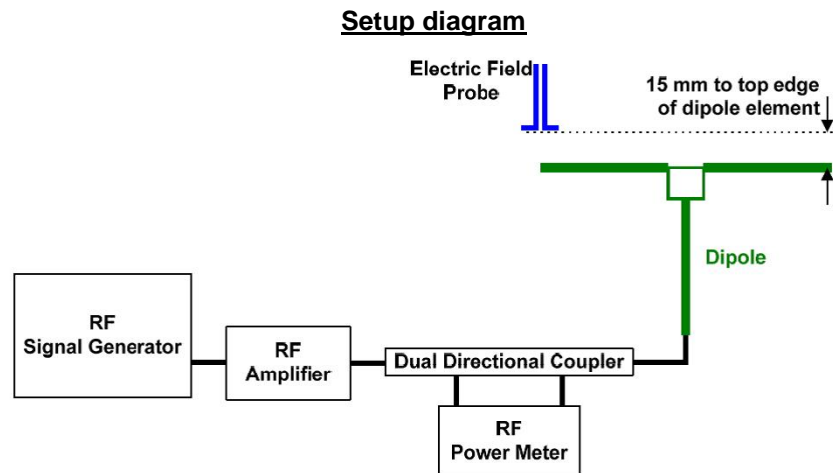 Setup diagram
Electric Field
Probe
15 mm to top edge
of dipole element
Dipole
RF
Signal Generator
RF
Amplifier
Dual Directional Coupler
RF
Power Meter